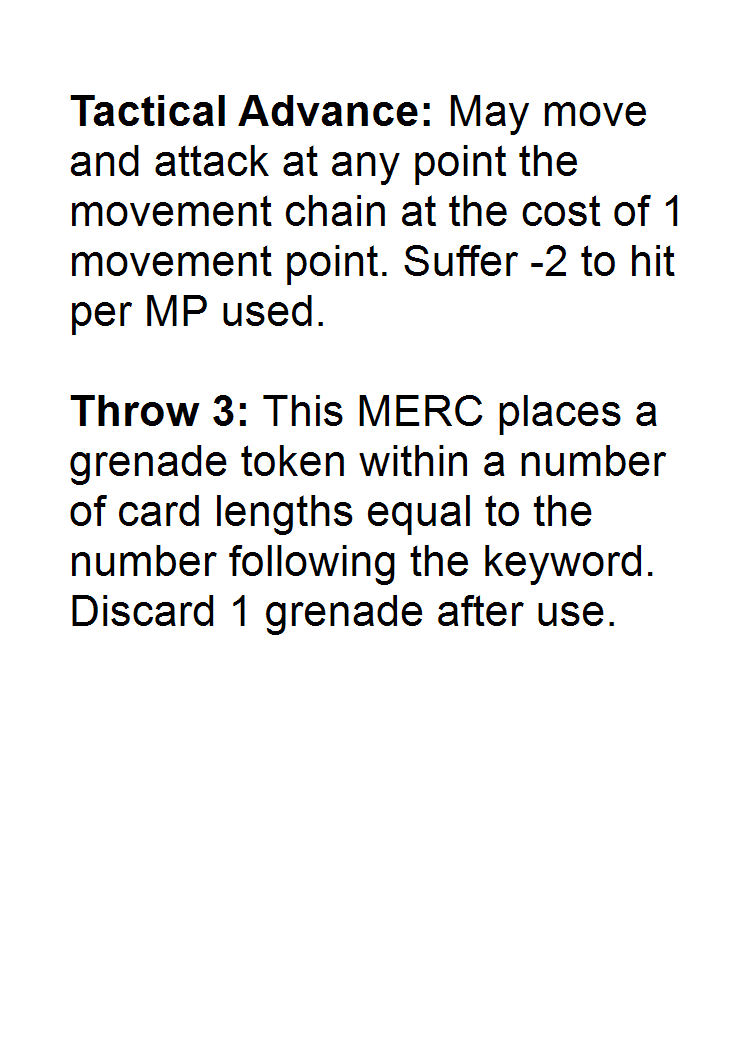 Tactical Advance: May move
and attack at any point the
movement chain at the cost of 1
movement point. Suffer -2 to hit
per MP used.
Throw 3: This MERC places a
grenade token within a number
of card lengths equal to the
number following the keyword.
Discard 1 grenade after use.